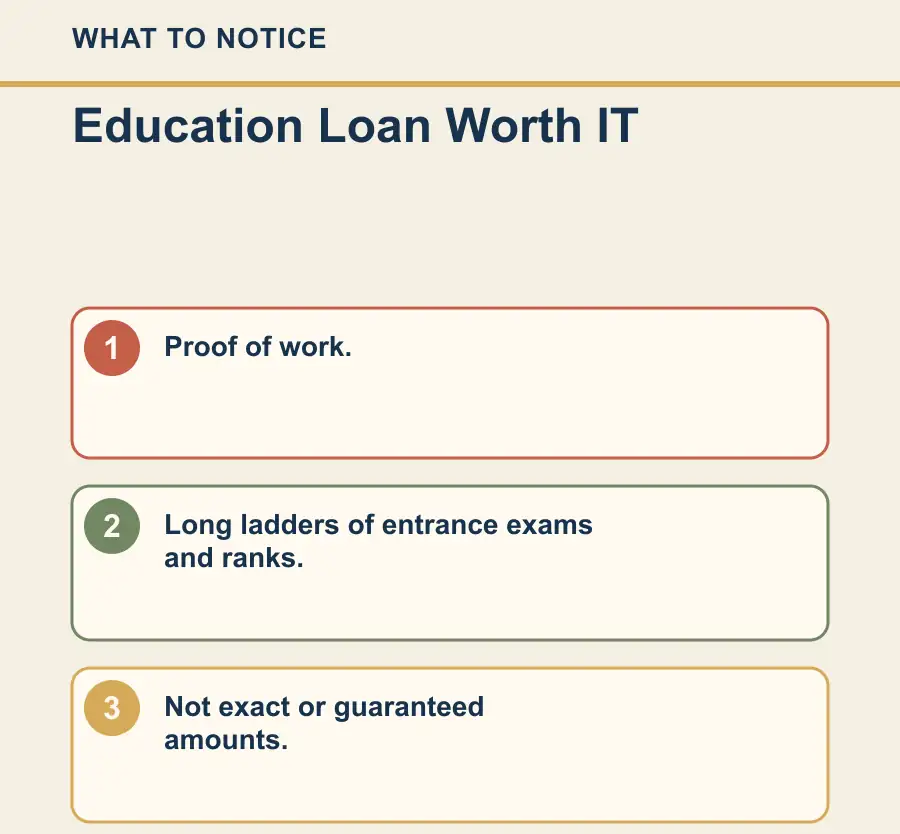 WHAT TO NOTICE
Education Loan Worth IT
1
Proof of work.
2
Long ladders of entrance exams
and ranks.
3
Not exact or guaranteed
amounts.